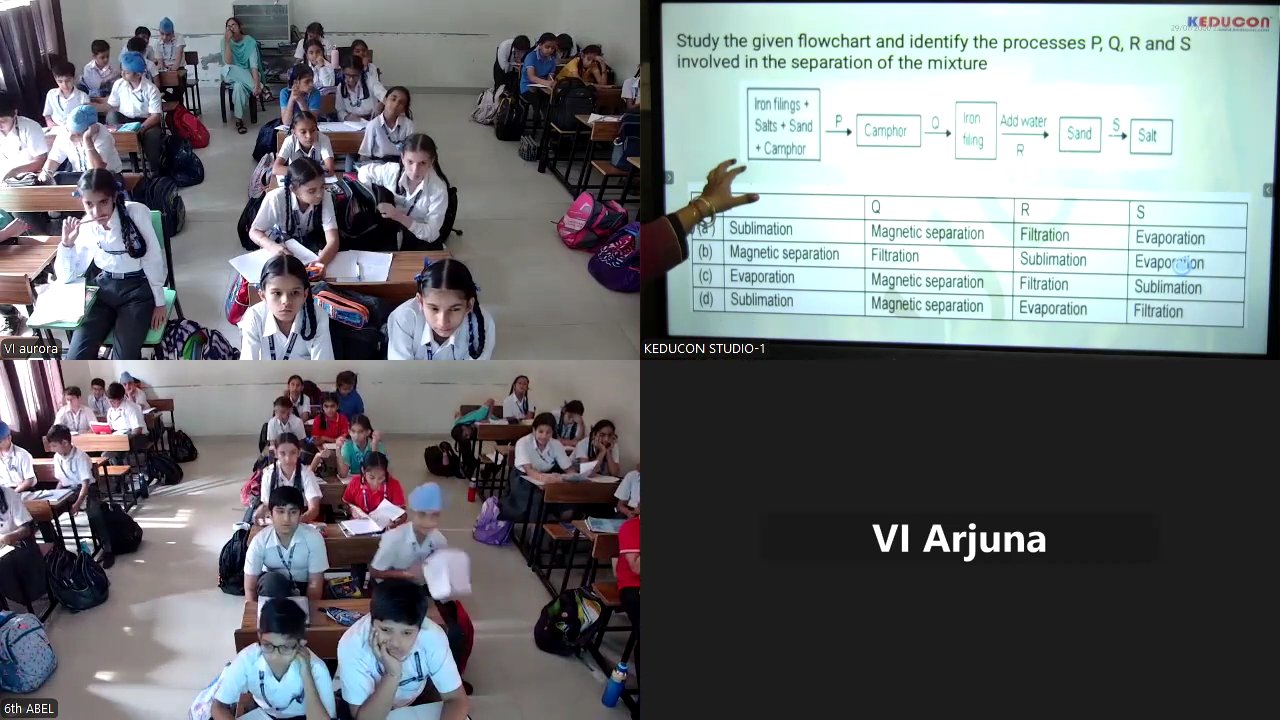 KEDUCON
Study the given flowchart and identify the processes P, Q, R and S
involved in the separation of the mixture
Iron filings +
Salts + Sand
+ Camphor
P
Camphor
Q
Iron
filing
Add water
R
Sand
S
Salt
Q R S
(a) Sublimation Magnetic separation Filtration Evaporation
(b) Magnetic separation Filtration Sublimation Evaporation
(c) Evaporation Magnetic separation Filtration Sublimation
(d) Sublimation Magnetic separation Evaporation Filtration
VI aurora
KEDUCON STUDIO-1
VI Arjuna
6th ABEL